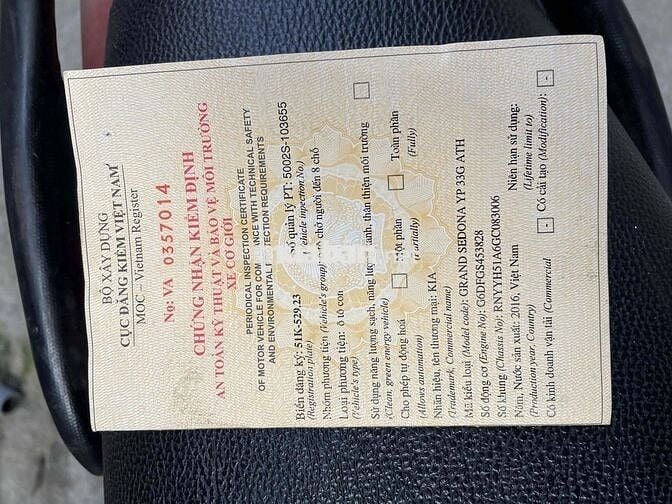 BỘ XÂY DỰNG
CỤC ĐĂNG KIỂM VIỆT NAM
MOC – Vietnam Register
No: VA 0357014
CHỨNG NHẬN KIỂM ĐỊNH
AN TOÀN KỸ THUẬT VÀ BẢO VỆ MÔI TRƯỜNG
XE CƠ GIỚI
PERIODICAL INSPECTION CERTIFICATE
OF MOTOR VEHICLE FOR COMPLIANCE WITH TECHNICAL SAFETY
AND ENVIRONMENTAL PROTECTION REQUIREMENTS
Biển đăng ký: 51K-529.23 Số quản lý PT: 5002S-103655
(Registration plate) (Vehicle inpection No.)
Nhóm phương tiện (Vehicle's group): chở người đến 8 chỗ
Loại phương tiện: ô tô con
(Vehicle's type)
Sử dụng năng lượng sạch, năng lượng xanh, thân thiện môi trường
(Clean, green energy vehicle)
Cho phép tự động hoá Một phần Toàn phần
(Allows automation) (Partially) (Fully)
Nhãn hiệu, tên thương mại: KIA
(Trademark, Commercial name)
Mã kiểu loại (Model code): GRAND SEDONA YP 33G ATH
Số động cơ (Engine No): G6DFGS453828
Số khung (Chassis No): RNYYH51A6GC083006
Năm, Nước sản xuất: 2016, Việt Nam Niên hạn sử dụng:
(Production year, Country) (Lifetime limit to)
Có kinh doanh vận tải (Commercial - Có cải tạo (Modification): -